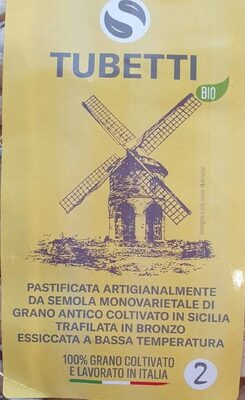 TUBETTI
BIO
PASTIFICATA ARTIGIANALMENTE
DA SEMOLA MONOVARIETALE DI
GRANO ANTICO COLTIVATO IN SICILIA
TRAFILATA IN BRONZO
ESSICCATA A BASSA TEMPERATURA
100% GRANO COLTIVATO
E LAVORATO IN ITALIA
2